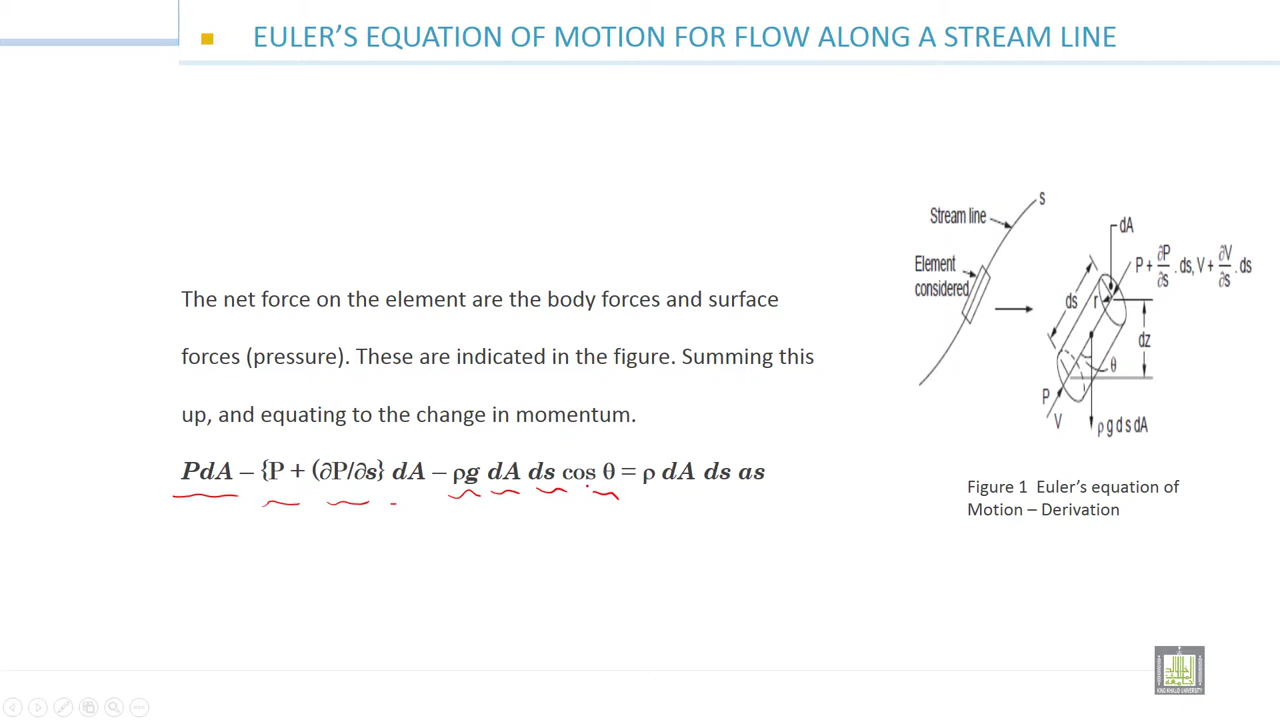 EULER'S EQUATION OF MOTION FOR FLOW ALONG A STREAM LINE
The net force on the element are the body forces and surface
forces (pressure). These are indicated in the figure. Summing this
up, and equating to the change in momentum.
PdA – {P + (∂P/∂s} dA – ρg dA ds cos θ = ρ dA ds as
s
Stream line
dA
Element
considered
P + ∂P/∂s . ds, V + ∂V/∂s . ds
ds
r
dz
θ
P
V
ρ g d s dA
Figure 1 Euler's equation of
Motion – Derivation
KING KHALID UNIVERSITY